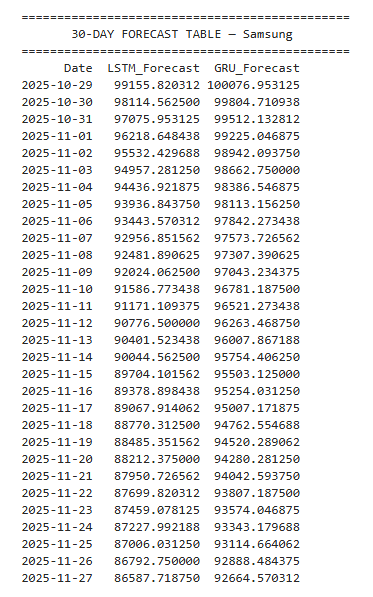 ==============================================
30-DAY FORECAST TABLE — Samsung
==============================================
Date LSTM_Forecast GRU_Forecast
2025-10-29 99155.820312 100076.953125
2025-10-30 98114.562500 99804.710938
2025-10-31 97075.953125 99512.132812
2025-11-01 96218.648438 99225.046875
2025-11-02 95532.429688 98942.093750
2025-11-03 94957.281250 98662.750000
2025-11-04 94436.921875 98386.546875
2025-11-05 93936.843750 98113.156250
2025-11-06 93443.570312 97842.273438
2025-11-07 92956.851562 97573.726562
2025-11-08 92481.890625 97307.390625
2025-11-09 92024.062500 97043.234375
2025-11-10 91586.773438 96781.187500
2025-11-11 91171.109375 96521.273438
2025-11-12 90776.500000 96263.468750
2025-11-13 90401.523438 96007.867188
2025-11-14 90044.562500 95754.406250
2025-11-15 89704.101562 95503.125000
2025-11-16 89378.898438 95254.031250
2025-11-17 89067.914062 95007.171875
2025-11-18 88770.312500 94762.554688
2025-11-19 88485.351562 94520.289062
2025-11-20 88212.375000 94280.281250
2025-11-21 87950.726562 94042.593750
2025-11-22 87699.820312 93807.187500
2025-11-23 87459.078125 93574.046875
2025-11-24 87227.992188 93343.179688
2025-11-25 87006.031250 93114.664062
2025-11-26 86792.750000 92888.484375
2025-11-27 86587.718750 92664.570312